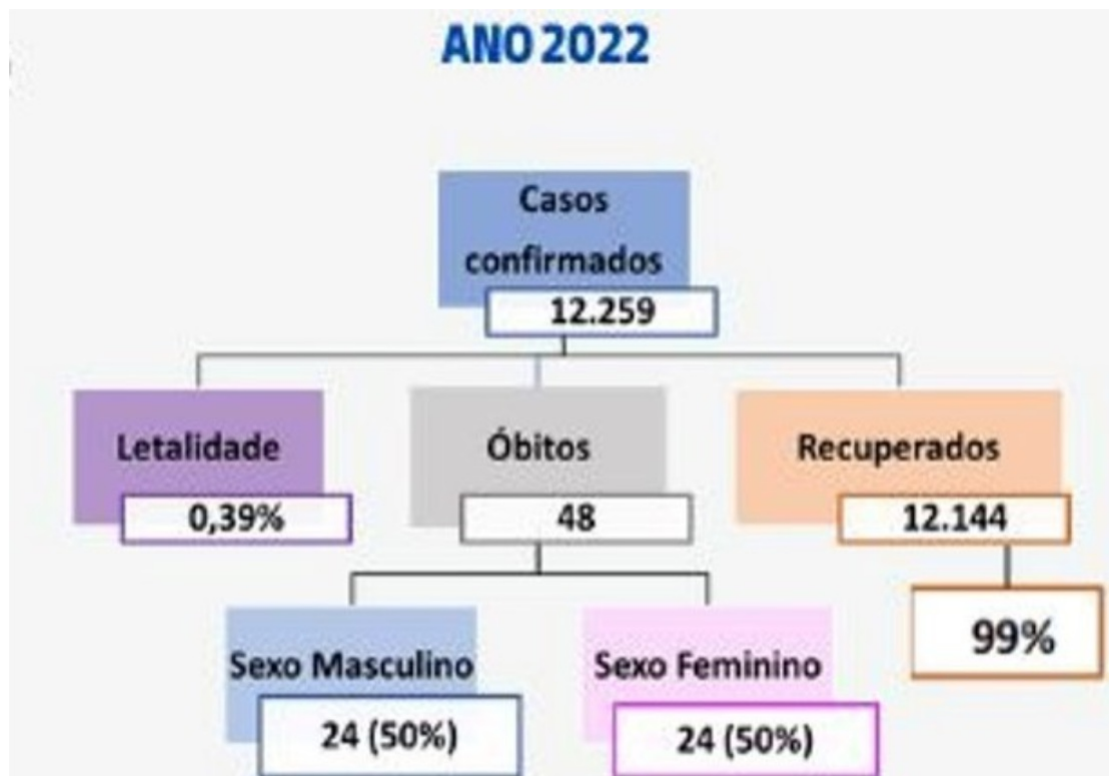 ANO 2022
Casos
confirmados
12.259
Letalidade
0,39%
Óbitos
48
Recuperados
12.144
99%
Sexo Masculino
24 (50%)
Sexo Feminino
24 (50%)